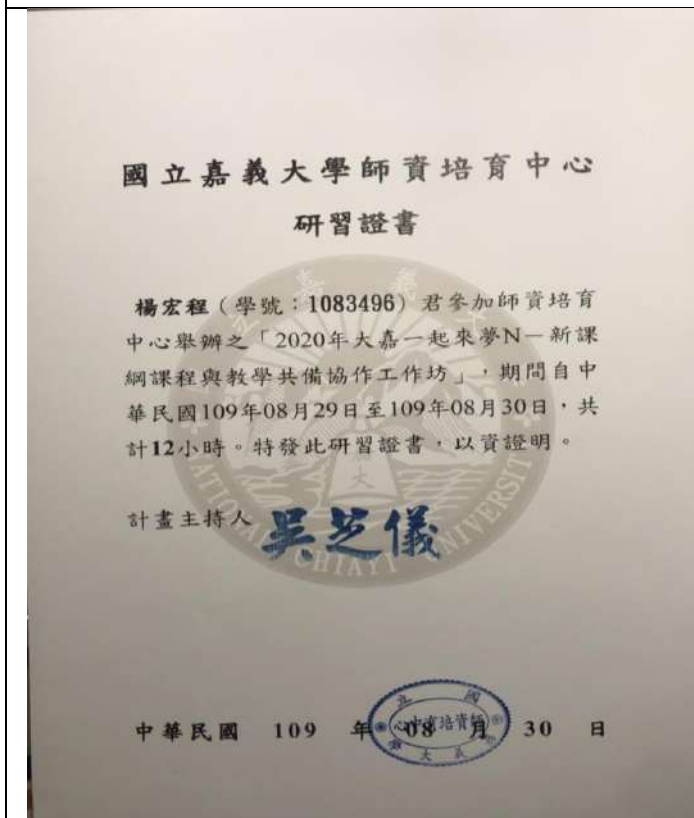 國立嘉義大學師資培育中心
研習證書
楊宏程(學號:1083496)君參加師資培育
中心舉辦之「2020年大嘉一起來夢N-新課
綱課程與教學共備協作工作坊」,期間自中
華民國109年08月29日至109年08月30日,共
計12小時。特發此研習證書,以資證明。
計畫主持人 吳芝儀
NATIONAL CHIAYI UNIVERSITY
中華民國 109 年 08 月 30 日